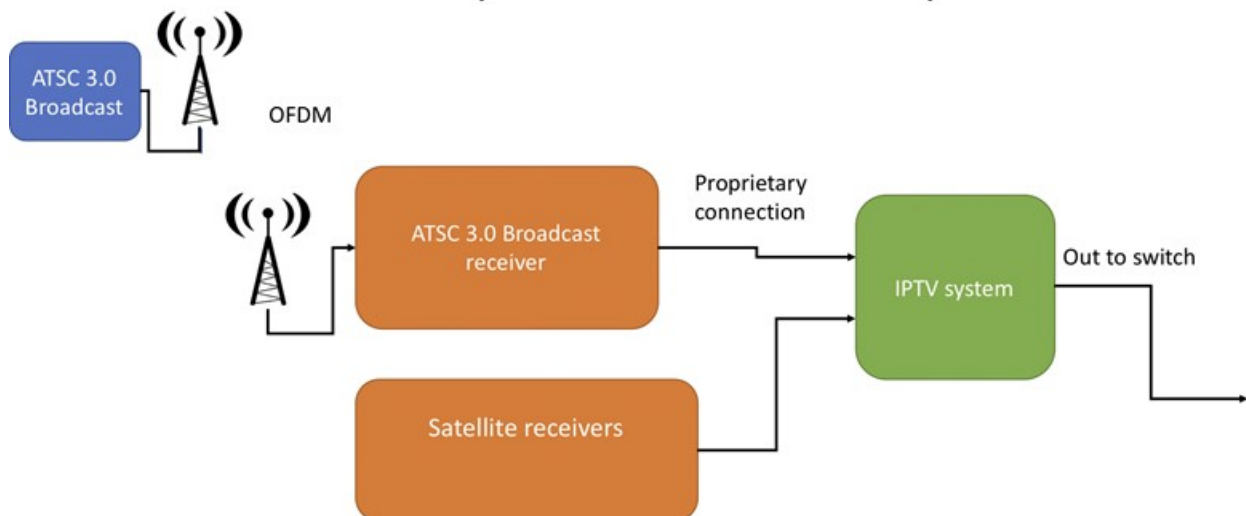 ATSC 3.0
Broadcast
OFDM
ATSC 3.0 Broadcast
receiver
Proprietary
connection
IPTV system
Out to switch
Satellite receivers